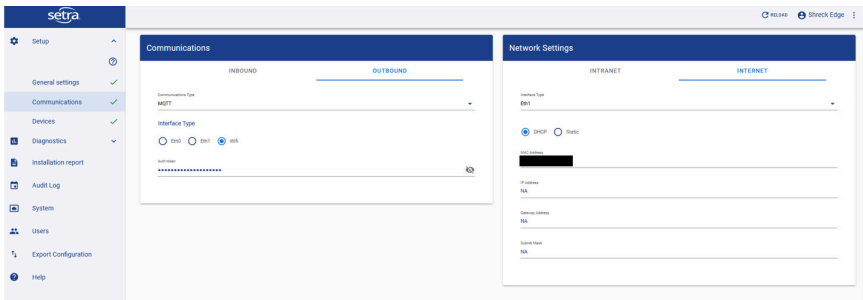 setra
RELOAD
Shreck Edge
Setup
General settings
Communications
Devices
Diagnostics
Installation report
Audit Log
System
Users
Export Configuration
Help
Communications
INBOUND
OUTBOUND
Communications Type
MQTT
Interface Type
Eth0
Eth1
Wifi
Auth token
Network Settings
INTRANET
INTERNET
Interface Type
Eth1
DHCP
Static
MAC Address
IP Address
NA
Gateway Address
NA
Subnet Mask
NA